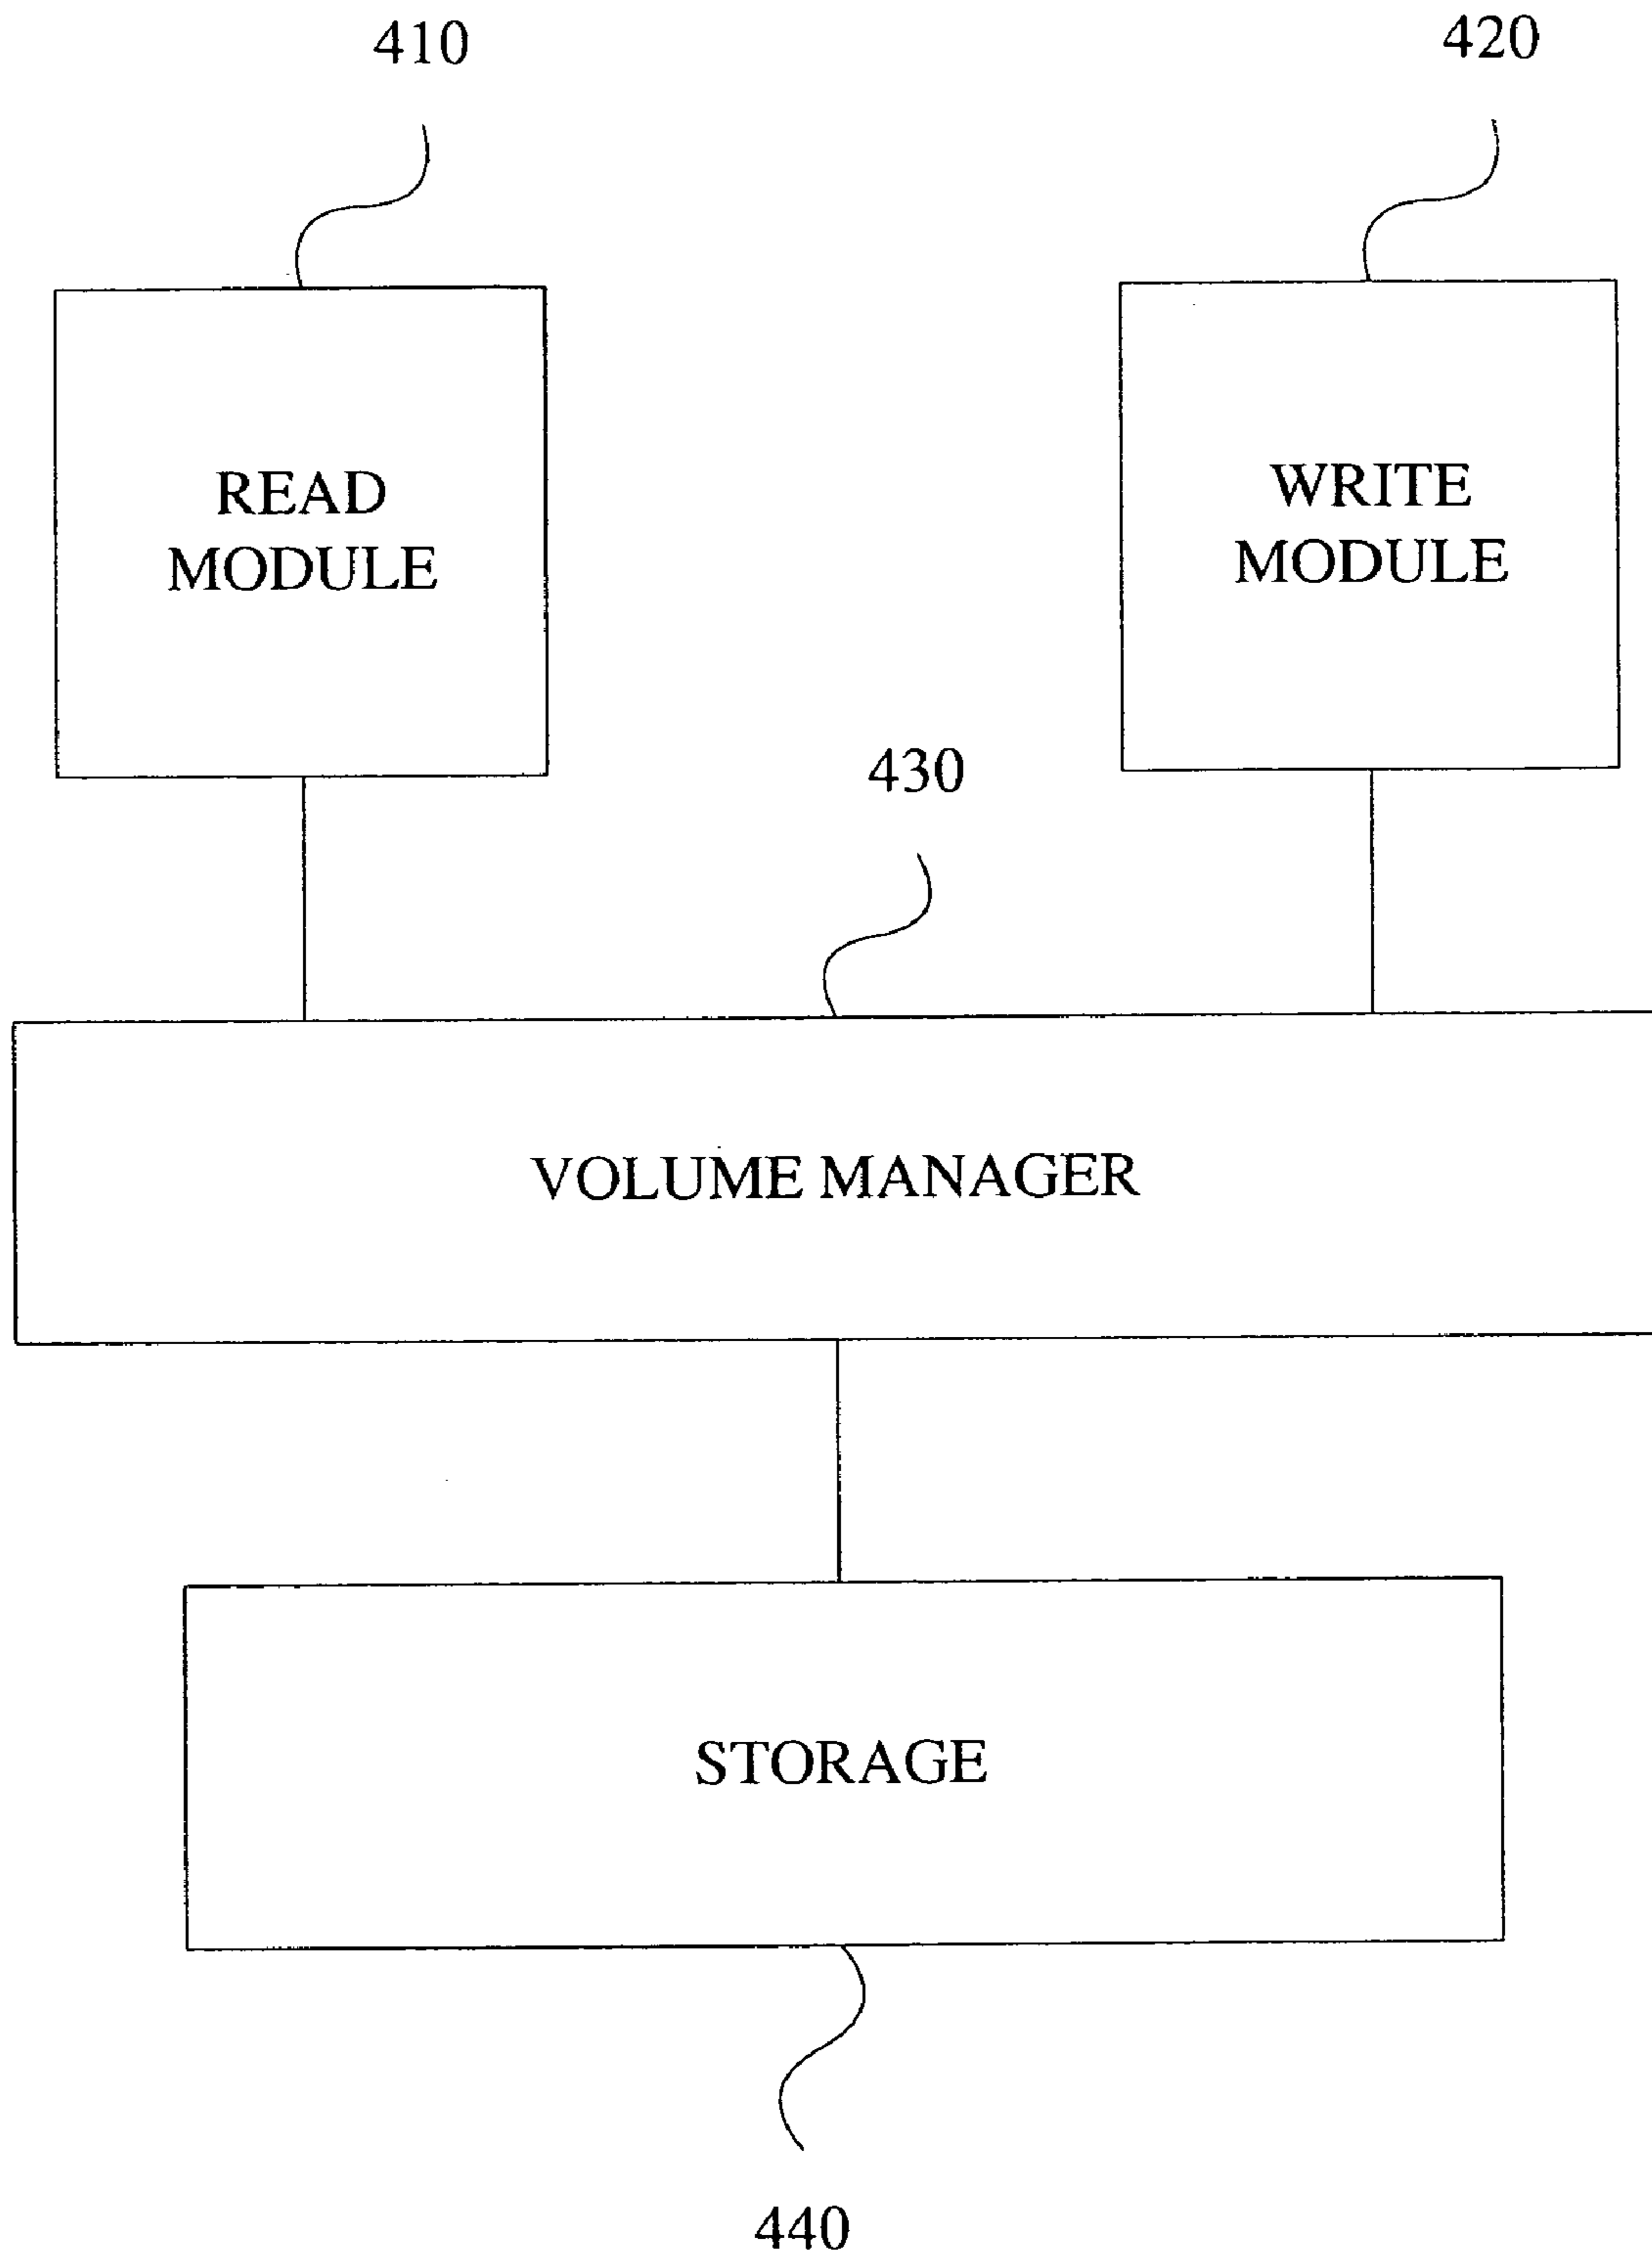 410
420
READ
MODULE
WRITE
MODULE
430
VOLUME MANAGER
STORAGE
440